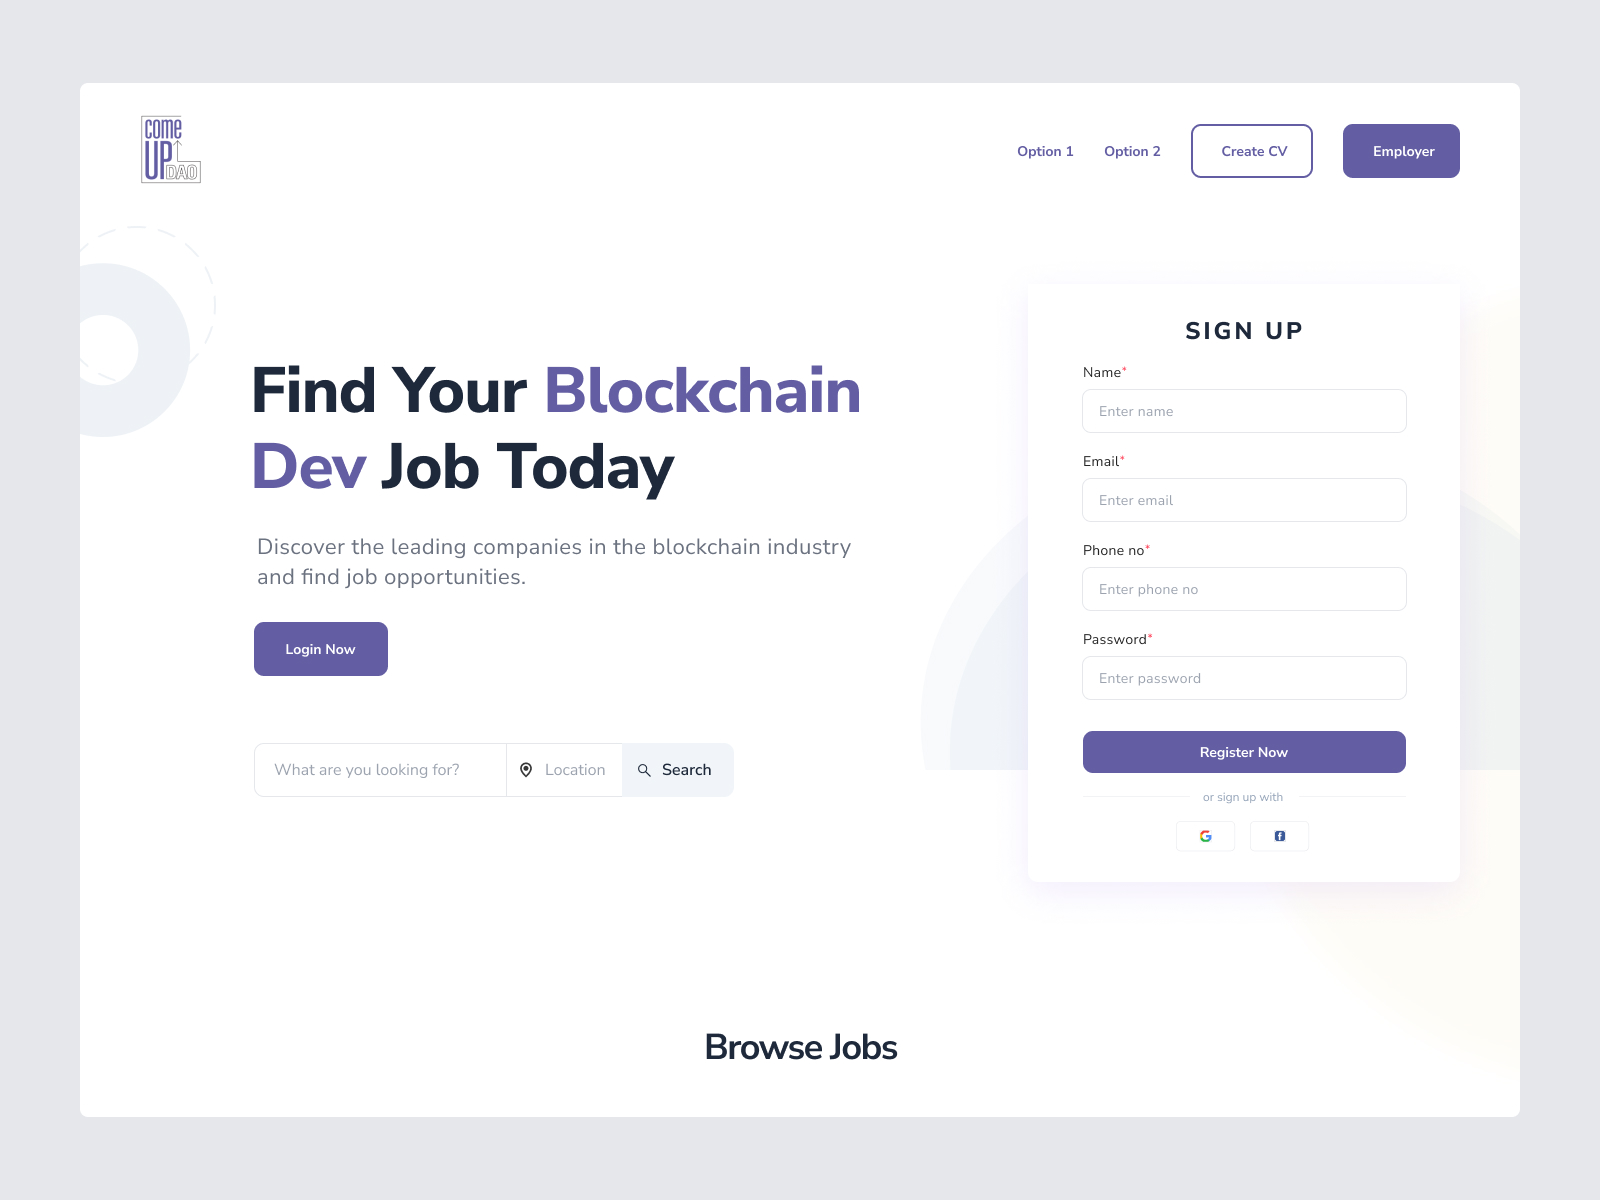 COME
UP
DAO
Option 1
Option 2
Create CV
Employer
Find Your Blockchain
Dev Job Today
Discover the leading companies in the blockchain industry
and find job opportunities.
Login Now
What are you looking for?
Location
Search
SIGN UP
Name*
Enter name
Email*
Enter email
Phone no*
Enter phone no
Password*
Enter password
Register Now
or sign up with
Browse Jobs